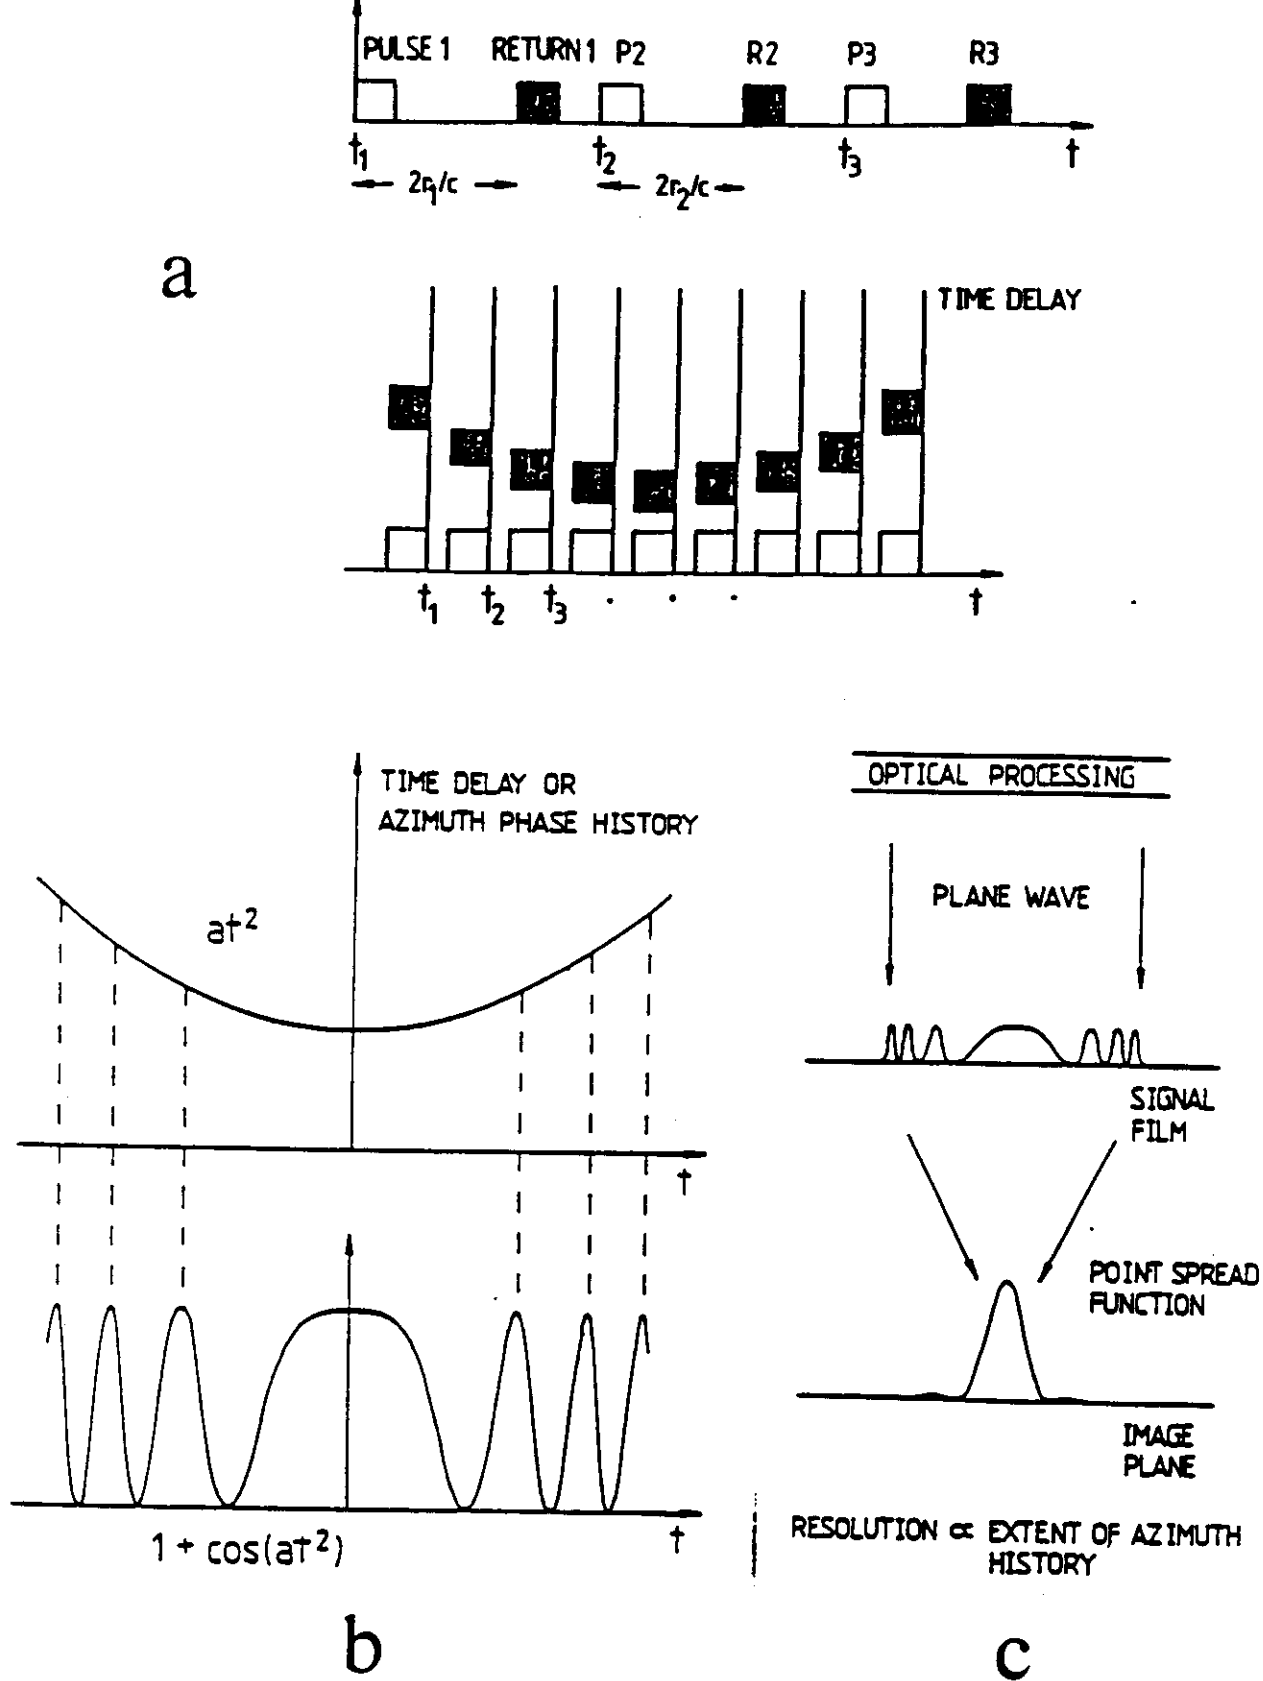 PULSE 1 RETURN 1 P2 R2 P3 R3
t₁ t₂ t₃ t
2r₁/c 2r₂/c
a
TIME DELAY
t₁ t₂ t₃ . . . t
TIME DELAY OR
AZIMUTH PHASE HISTORY
at²
t
1 + cos(at²)
t
b
OPTICAL PROCESSING
PLANE WAVE
SIGNAL
FILM
POINT SPREAD
FUNCTION
IMAGE
PLANE
RESOLUTION ∝ EXTENT OF AZIMUTH
HISTORY
c